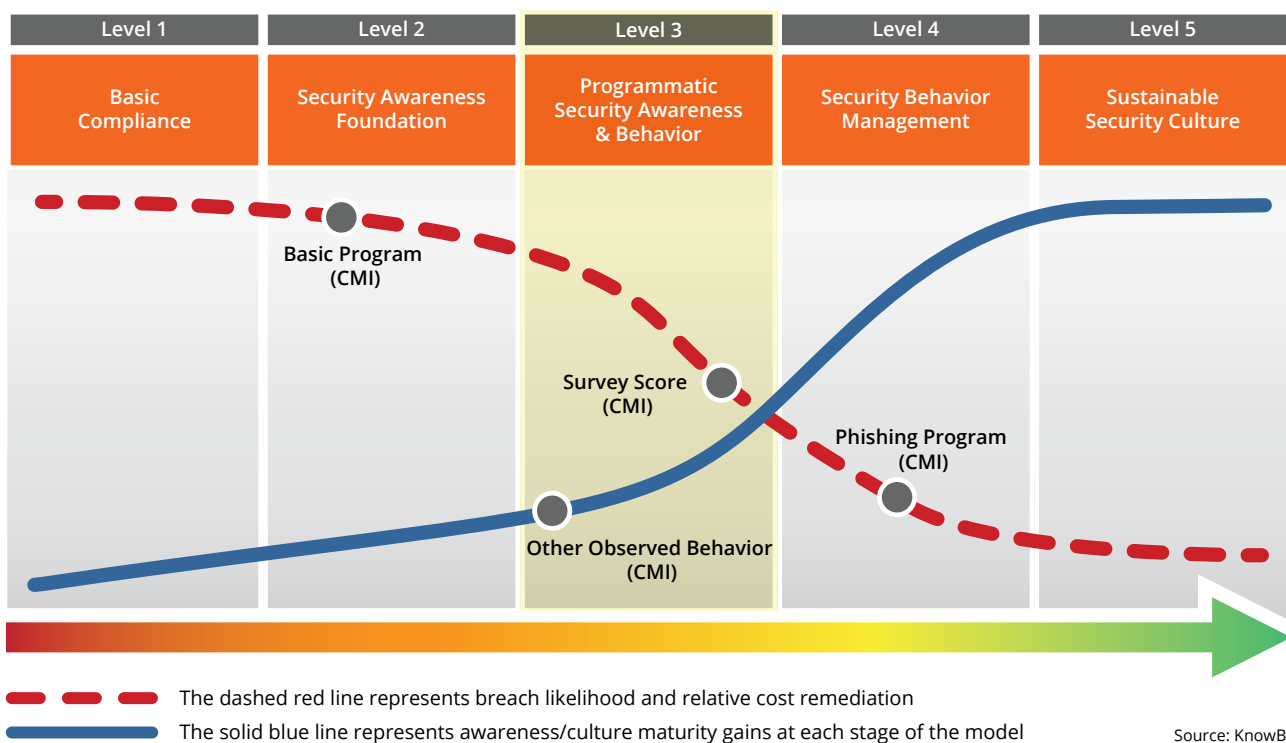 Level 1
Level 2
Level 3
Level 4
Level 5
Basic
Compliance
Security Awareness
Foundation
Programmatic
Security Awareness
& Behavior
Security Behavior
Management
Sustainable
Security Culture
Basic Program
(CMI)
Survey Score
(CMI)
Phishing Program
(CMI)
Other Observed Behavior
(CMI)
The dashed red line represents breach likelihood and relative cost remediation
The solid blue line represents awareness/culture maturity gains at each stage of the model
Source: KnowB